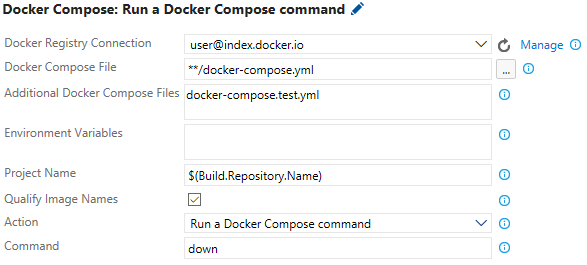 Docker Compose: Run a Docker Compose command
Docker Registry Connection user@index.docker.io Manage
Docker Compose File **/docker-compose.yml ...
Additional Docker Compose Files docker-compose.test.yml
Environment Variables
Project Name $(Build.Repository.Name)
Qualify Image Names
Action Run a Docker Compose command
Command down